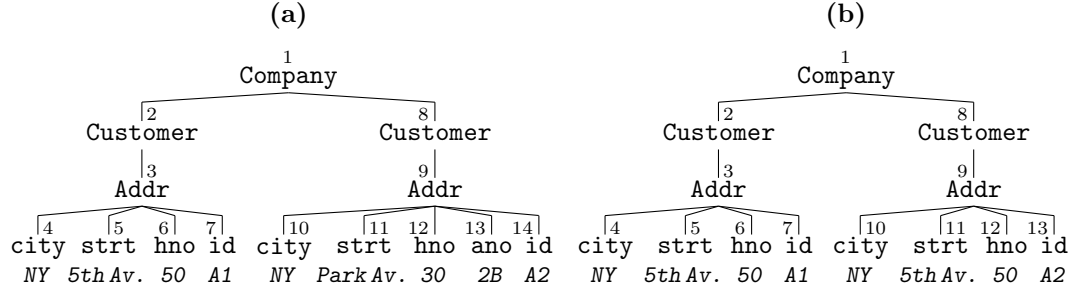 (a) (b)
1 1
Company Company
2 8 2 8
Customer Customer Customer Customer
3 9 3 9
Addr Addr Addr Addr
4 5 6 7 10 11 12 13 14 4 5 6 7 10 11 12 13
city strt hno id city strt hno ano id city strt hno id city strt hno id
NY 5th Av. 50 A1 NY Park Av. 30 2B A2 NY 5th Av. 50 A1 NY 5th Av. 50 A2